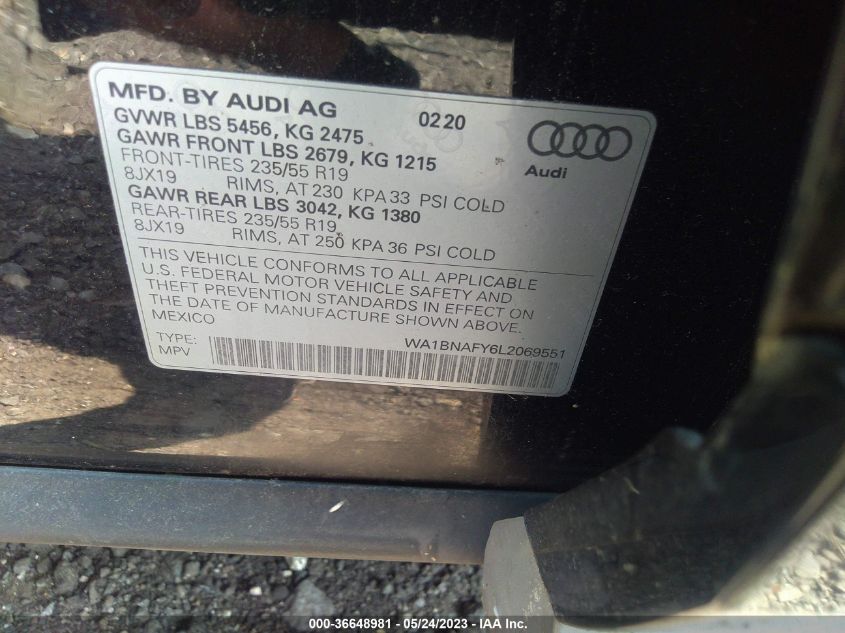 MFD. BY AUDI AG 0220
GVWR LBS 5456, KG 2475
GAWR FRONT LBS 2679, KG 1215
FRONT-TIRES 235/55 R19
8JX19 RIMS, AT 230 KPA 33 PSI COLD
GAWR REAR LBS 3042, KG 1380
REAR-TIRES 235/55 R19
8JX19 RIMS, AT 250 KPA 36 PSI COLD
Audi
THIS VEHICLE CONFORMS TO ALL APPLICABLE
U.S. FEDERAL MOTOR VEHICLE SAFETY AND
THEFT PREVENTION STANDARDS IN EFFECT ON
THE DATE OF MANUFACTURE SHOWN ABOVE.
MEXICO
TYPE: WA1BNAFY6L2069551
MPV
000-36648981 - 05/24/2023 - IAAI.COM